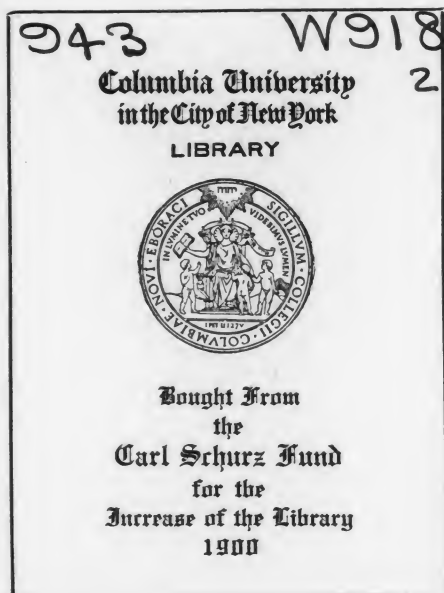 943 W918
2
Columbia University
in the City of New York
LIBRARY
SIGILLVM · COLLEGII · COLVMBIAE · NOVI · EBORACI
IN LVMINE TVO VIDEBIMVS LVMEN
Bought From
the
Carl Schurz Fund
for the
Increase of the Library
1900